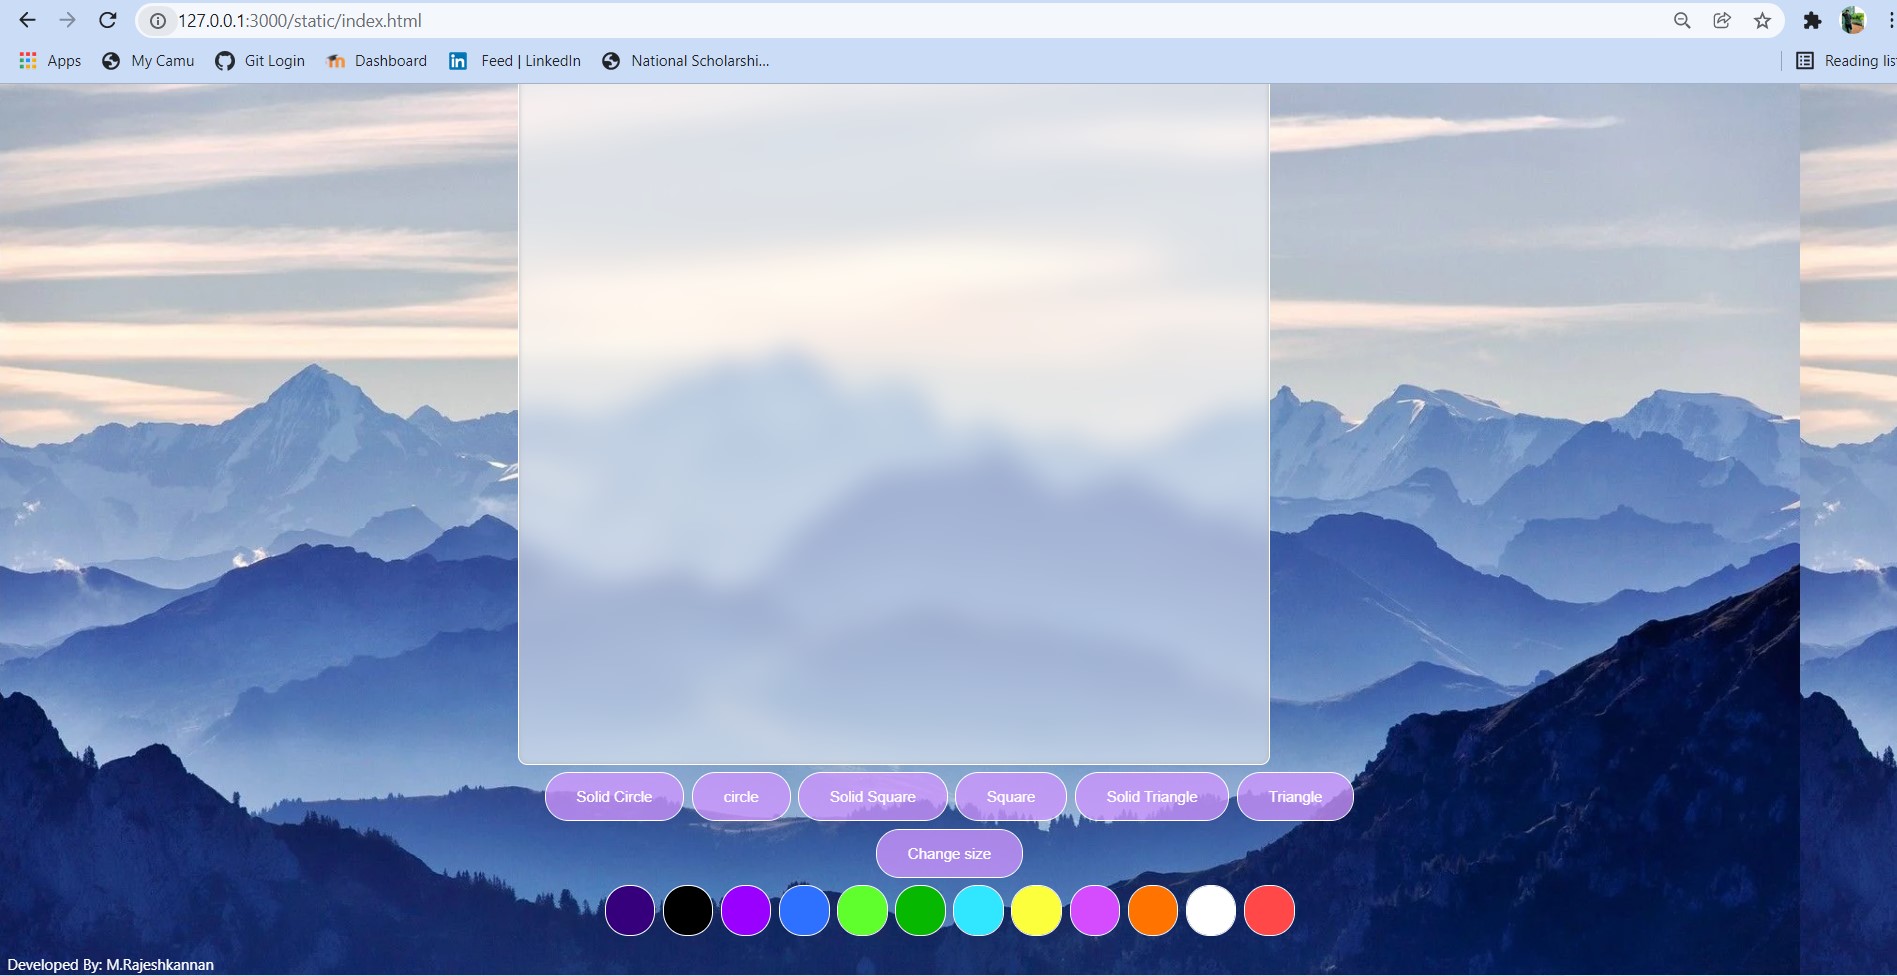 127.0.0.1:3000/static/index.html
Apps My Camu Git Login Dashboard Feed | LinkedIn National Scholarshi... Reading lis
Solid Circle circle Solid Square Square Solid Triangle Triangle
Change size
Developed By: M.Rajeshkannan